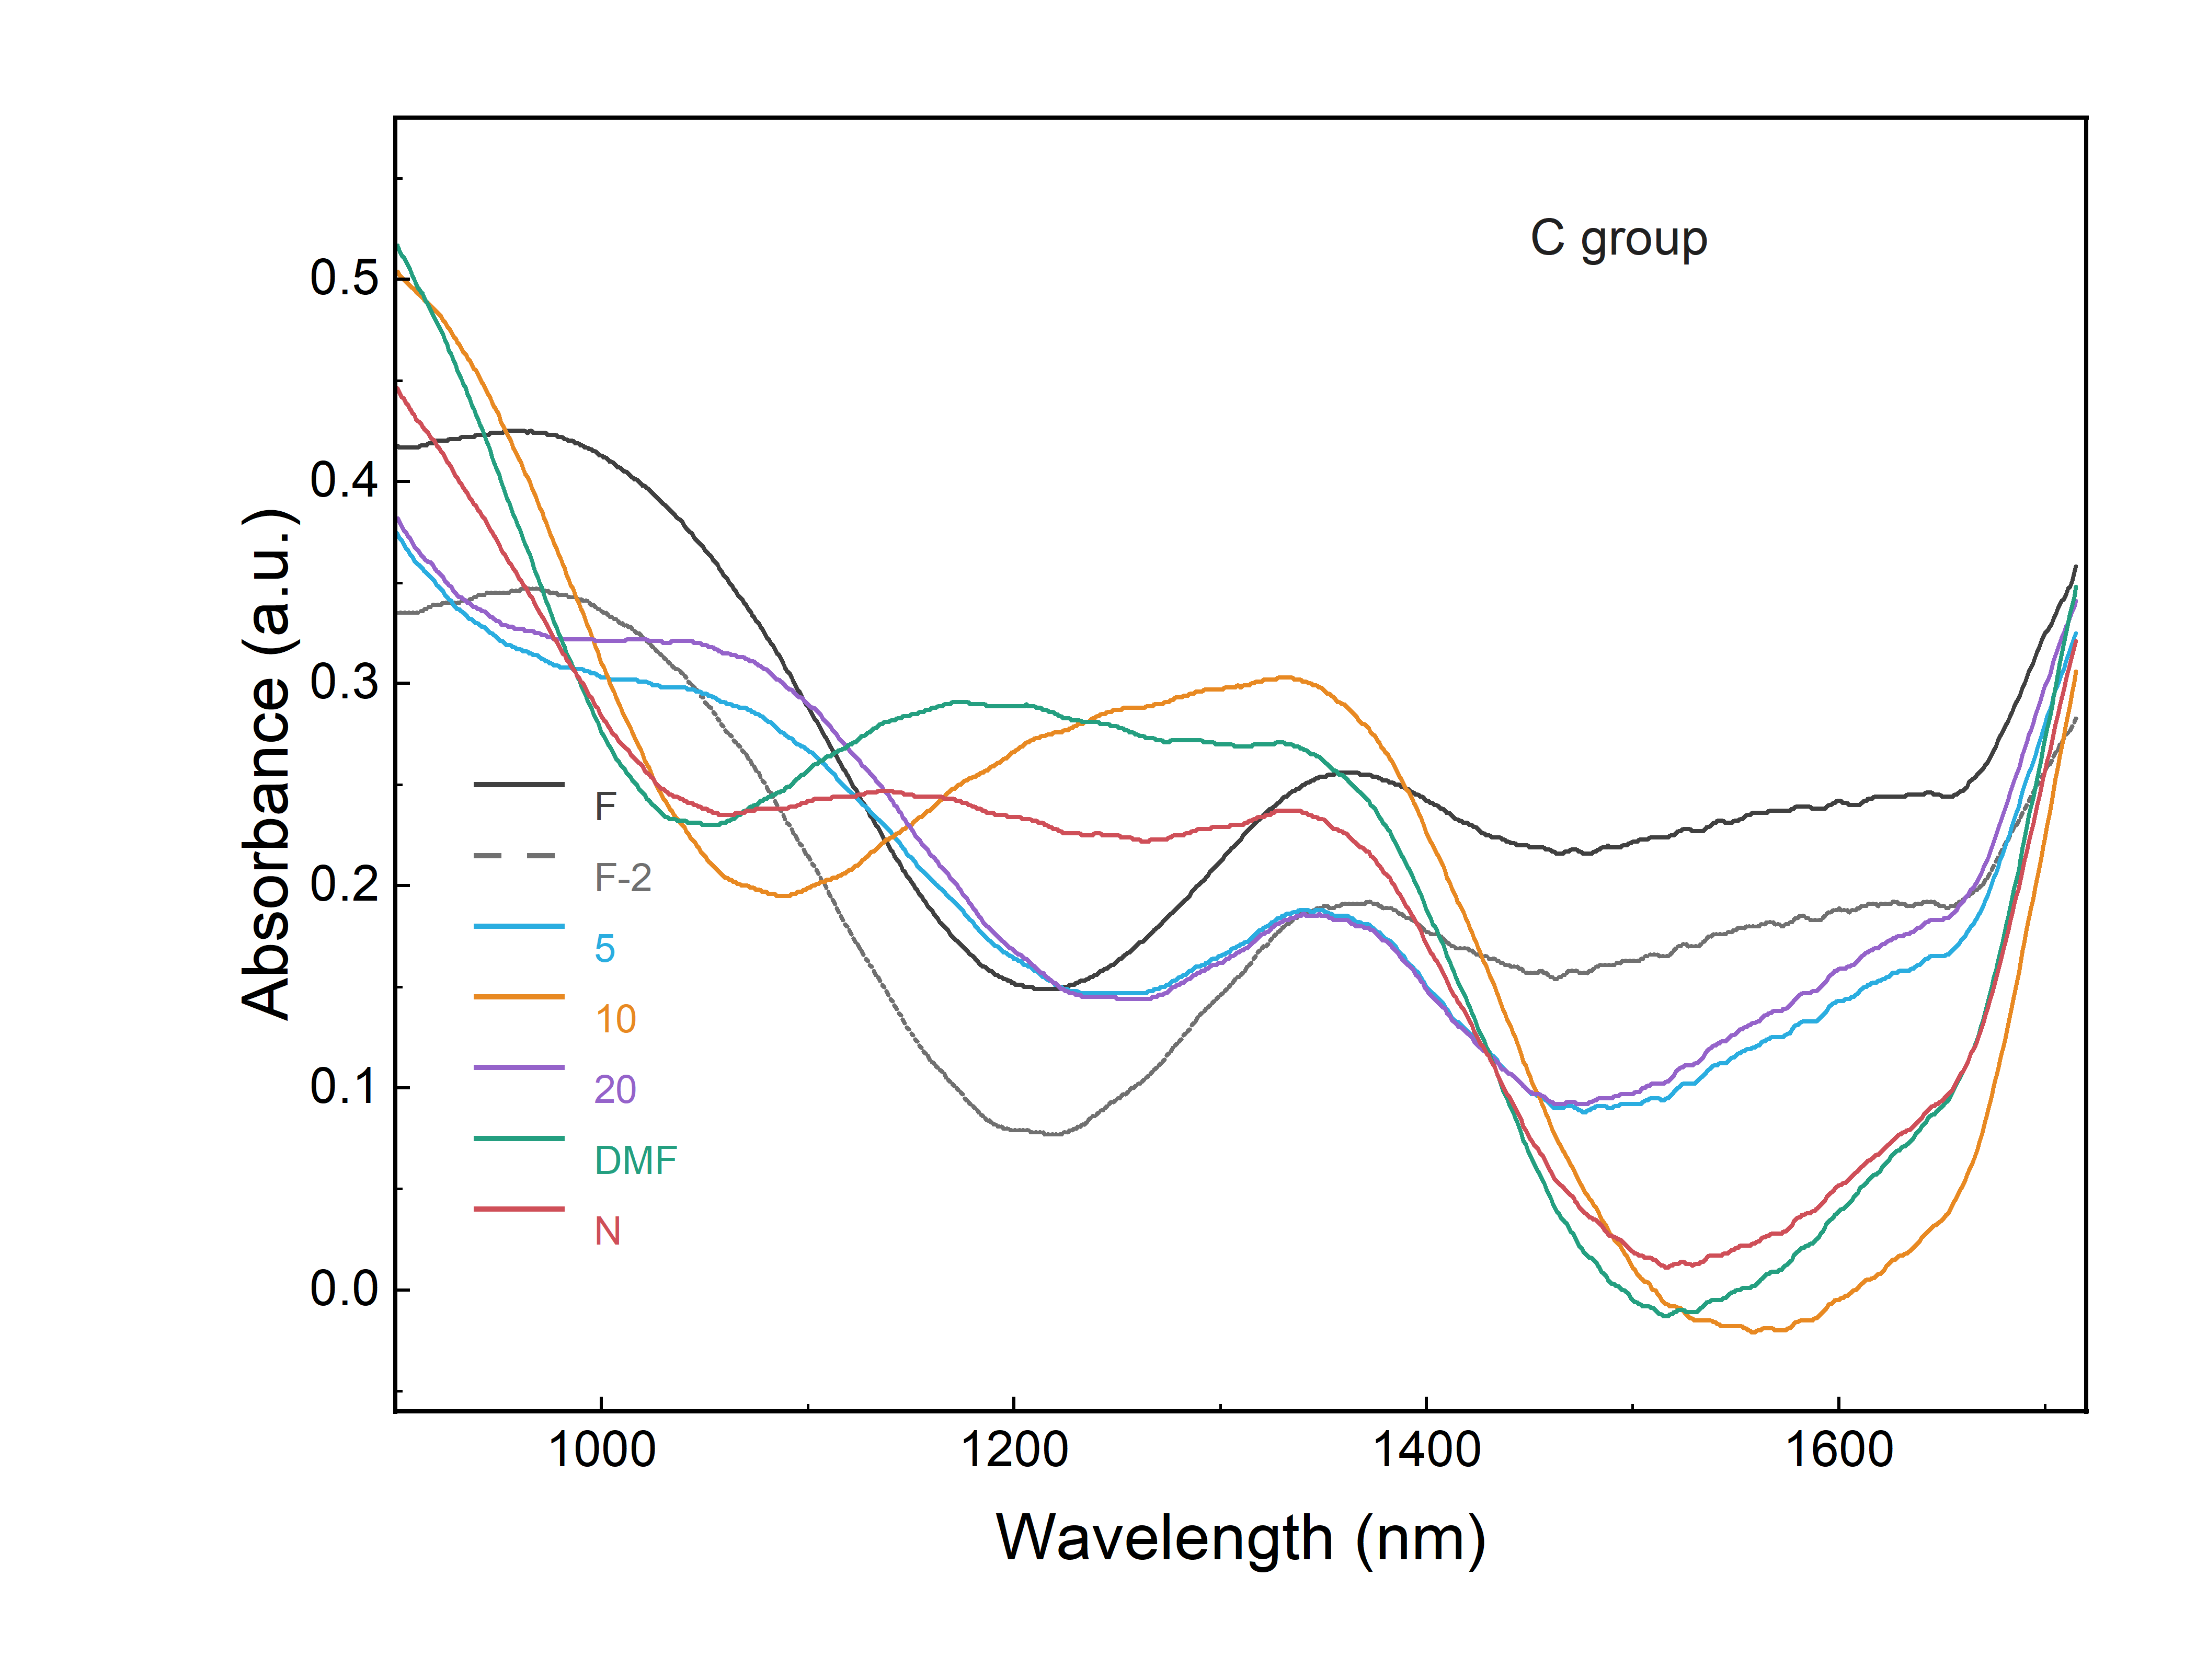 C group
0.5
0.4
0.3
0.2
0.1
0.0
Absorbance (a.u.)
F
F-2
5
10
20
DMF
N
1000 1200 1400 1600
Wavelength (nm)